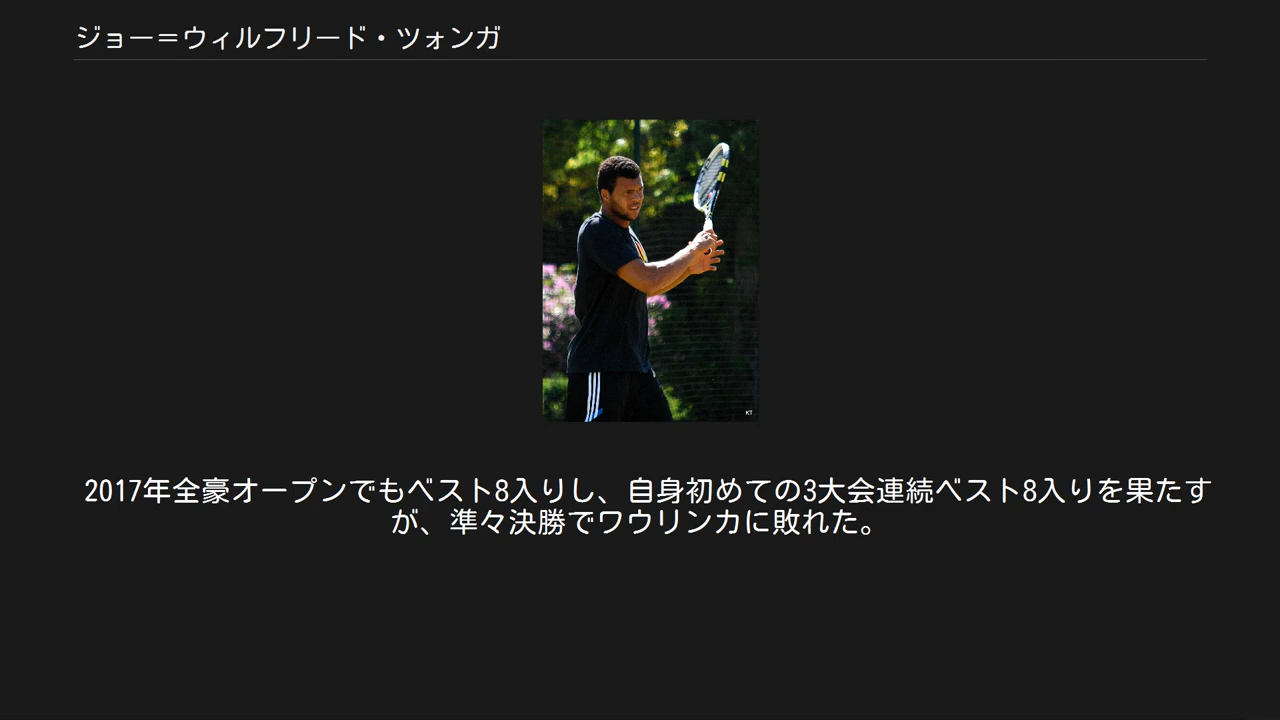 ジョー＝ウィルフリード・ツォンガ
KT
2017年全豪オープンでもベスト8入りし、自身初めての3大会連続ベスト8入りを果たす
が、準々決勝でワウリンカに敗れた。